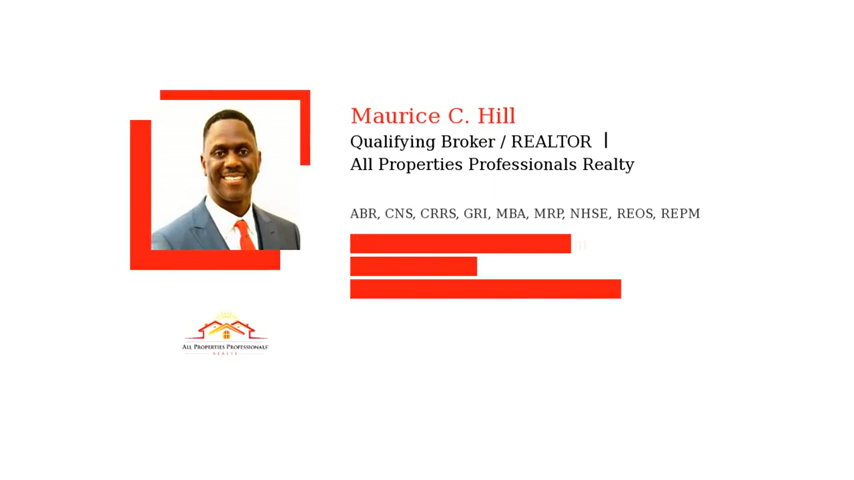 Maurice C. Hill
Qualifying Broker / REALTOR |
All Properties Professionals Realty
ABR, CNS, CRRS, GRI, MBA, MRP, NHSE, REOS, REPM
ALL PROPERTIES PROFESSIONALS
REALTY